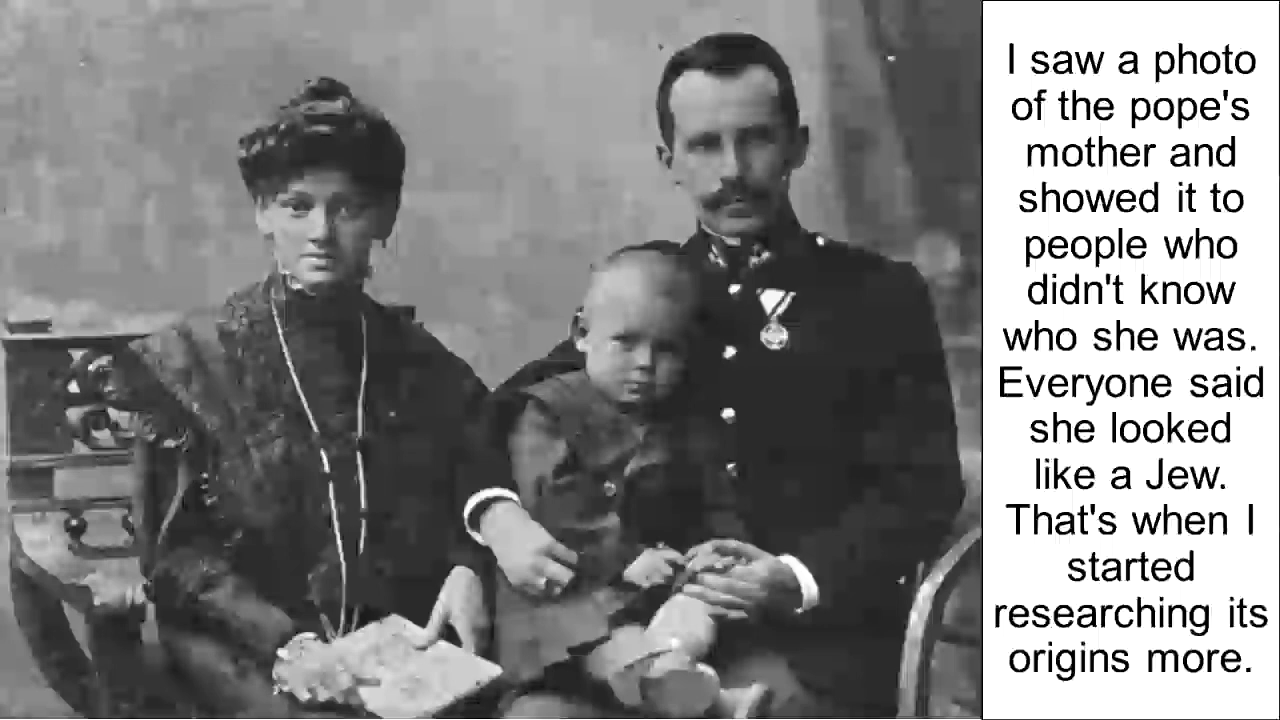 I saw a photo
of the pope's
mother and
showed it to
people who
didn't know
who she was.
Everyone said
she looked
like a Jew.
That's when I
started
researching its
origins more.